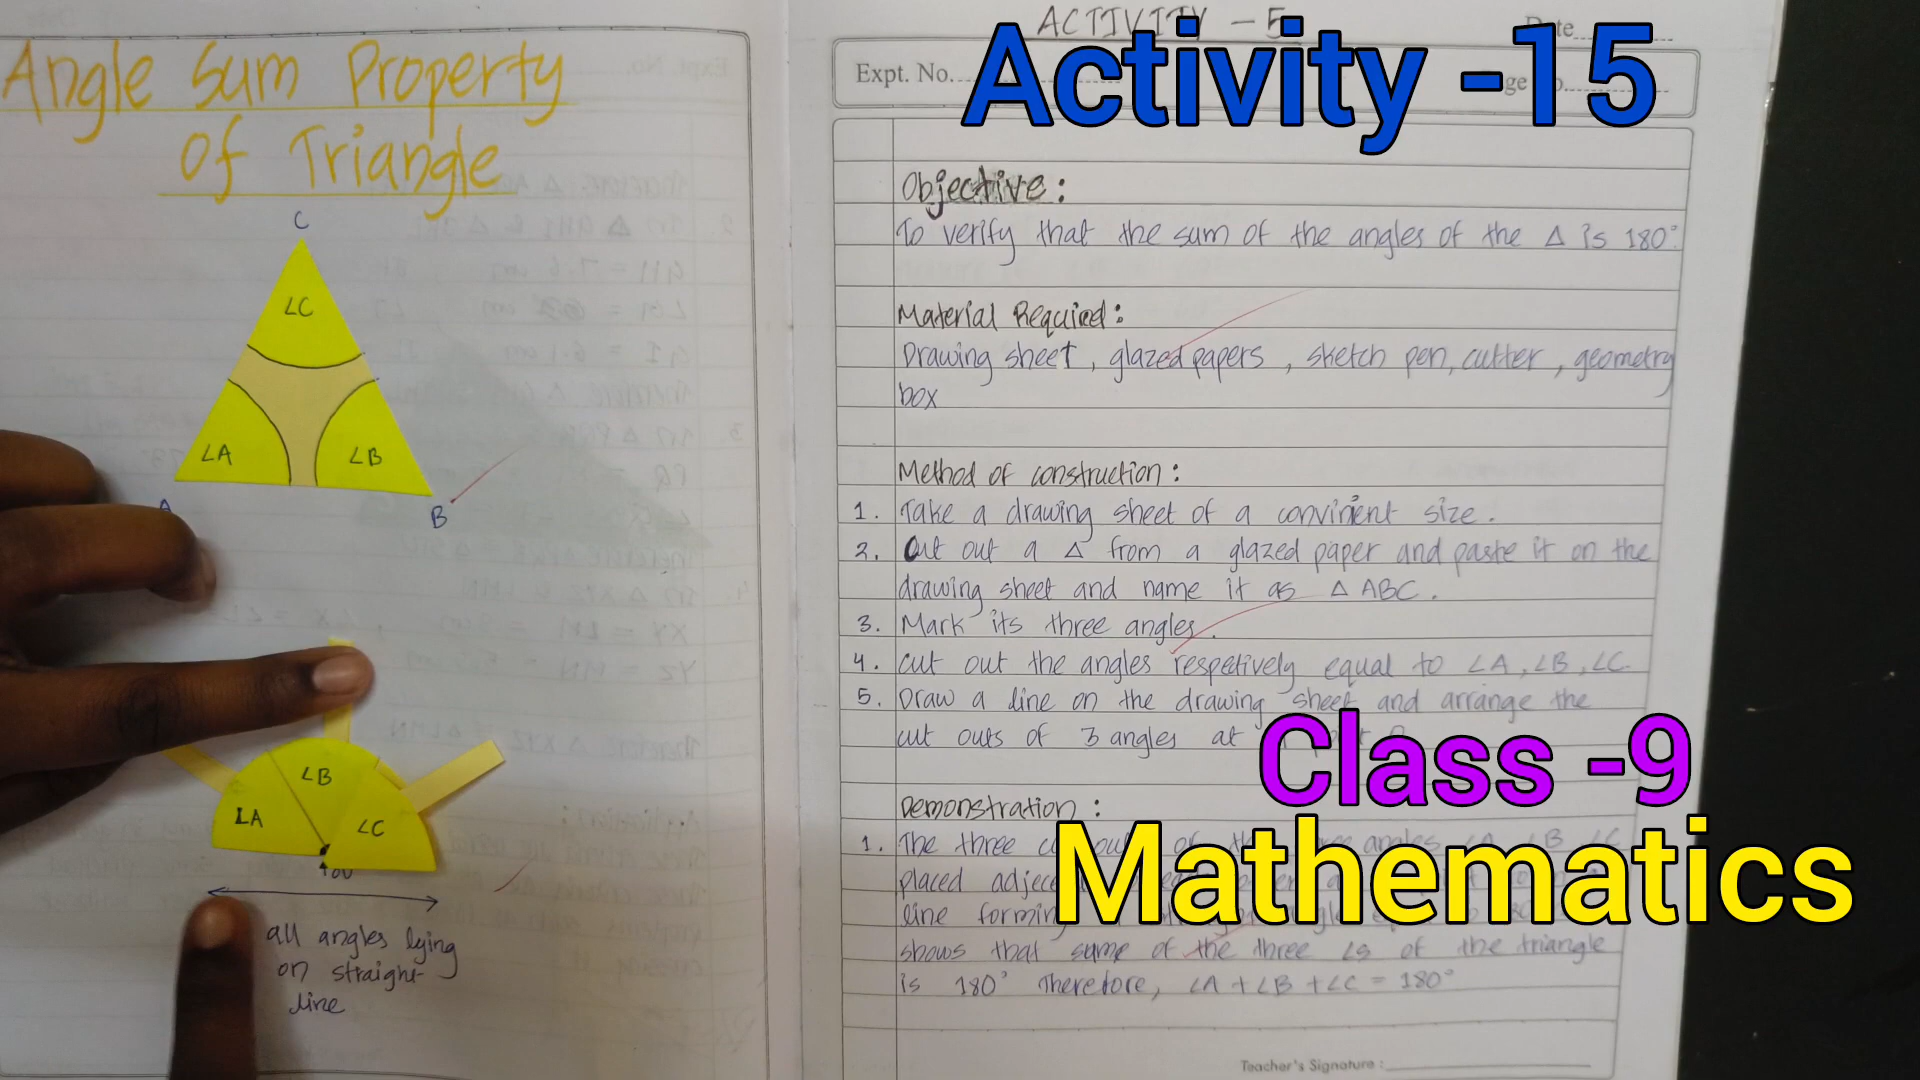 Angle Sum Property
of Triangle
C
∠C
∠A
∠B
A
B
∠B
∠A
∠C
all angles lying
on straight
line
ACTIVITY - 5
Activity -15
Expt. No.
Objective:
To verify that the sum of the angles of the Δ is 180°.
Material Required:
Drawing sheet, glazed papers, sketch pen, cutter, geometry
box
Method of construction:
1. Take a drawing sheet of a convinient size.
2. Cut out a Δ from a glazed paper and paste it on the
drawing sheet and name it as Δ ABC.
3. Mark its three angles.
4. Cut out the angles respetively equal to ∠A, ∠B, ∠C.
5. Draw a line on the drawing sheet and arrange the
cut outs of 3 angles at
Class -9
Demonstration:
1. The three
Mathematics
placed
line forming
shows that sume of the three ∠s of the triangle
is 180° Therefore, ∠A + ∠B + ∠C = 180°
Teacher's Signature :